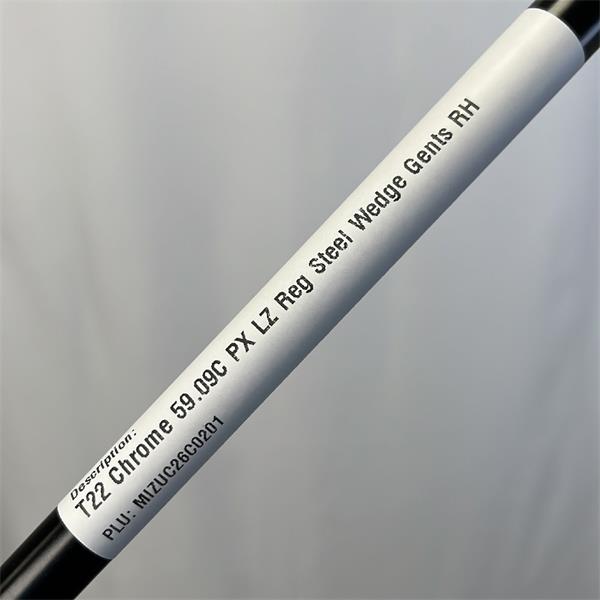 Description:
T22 Chrome 59.09C PX LZ Reg Steel Wedge Gents RH
PLU: MIZUC26C0201